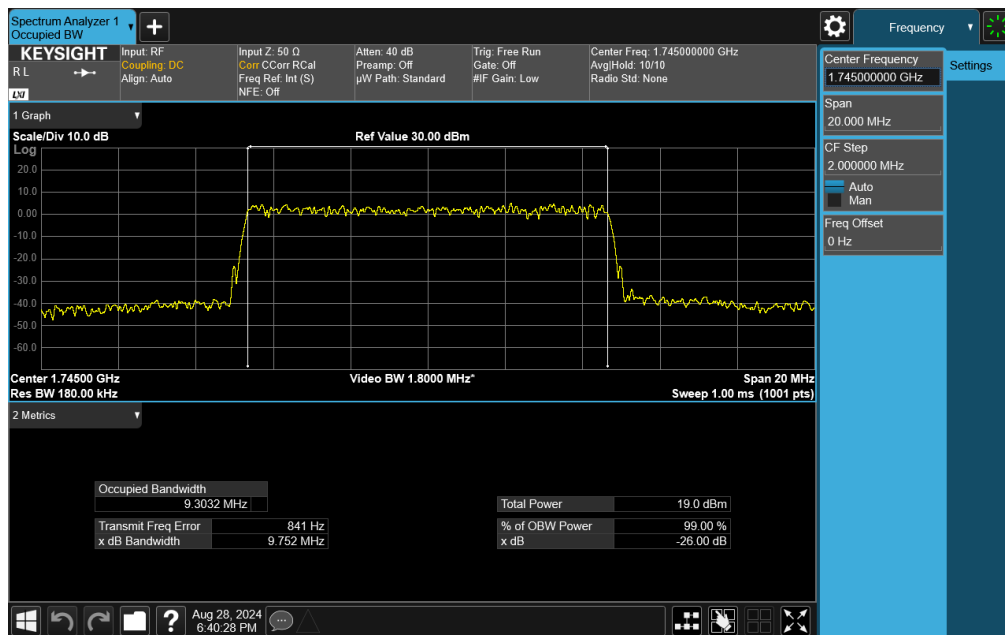 Spectrum Analyzer 1
Occupied BW
Frequency
KEYSIGHT
R L
LXI
Input: RF
Coupling: DC
Align: Auto
Input Z: 50 Ω
Corr CCorr RCal
Freq Ref: Int (S)
NFE: Off
Atten: 40 dB
Preamp: Off
µW Path: Standard
Trig: Free Run
Gate: Off
#IF Gain: Low
Center Freq: 1.745000000 GHz
Avg|Hold: 10/10
Radio Std: None
Center Frequency
1.745000000 GHz
Settings
Span
20.000 MHz
CF Step
2.000000 MHz
Auto
Man
Freq Offset
0 Hz
1 Graph
Scale/Div 10.0 dB
Ref Value 30.00 dBm
Log
20.0
10.0
0.00
-10.0
-20.0
-30.0
-40.0
-50.0
-60.0
Center 1.74500 GHz
Video BW 1.8000 MHz*
Span 20 MHz
Res BW 180.00 kHz
Sweep 1.00 ms (1001 pts)
2 Metrics
Occupied Bandwidth
9.3032 MHz
Total Power 19.0 dBm
Transmit Freq Error 841 Hz
% of OBW Power 99.00 %
x dB Bandwidth 9.752 MHz
x dB -26.00 dB
?
Aug 28, 2024
6:40:28 PM